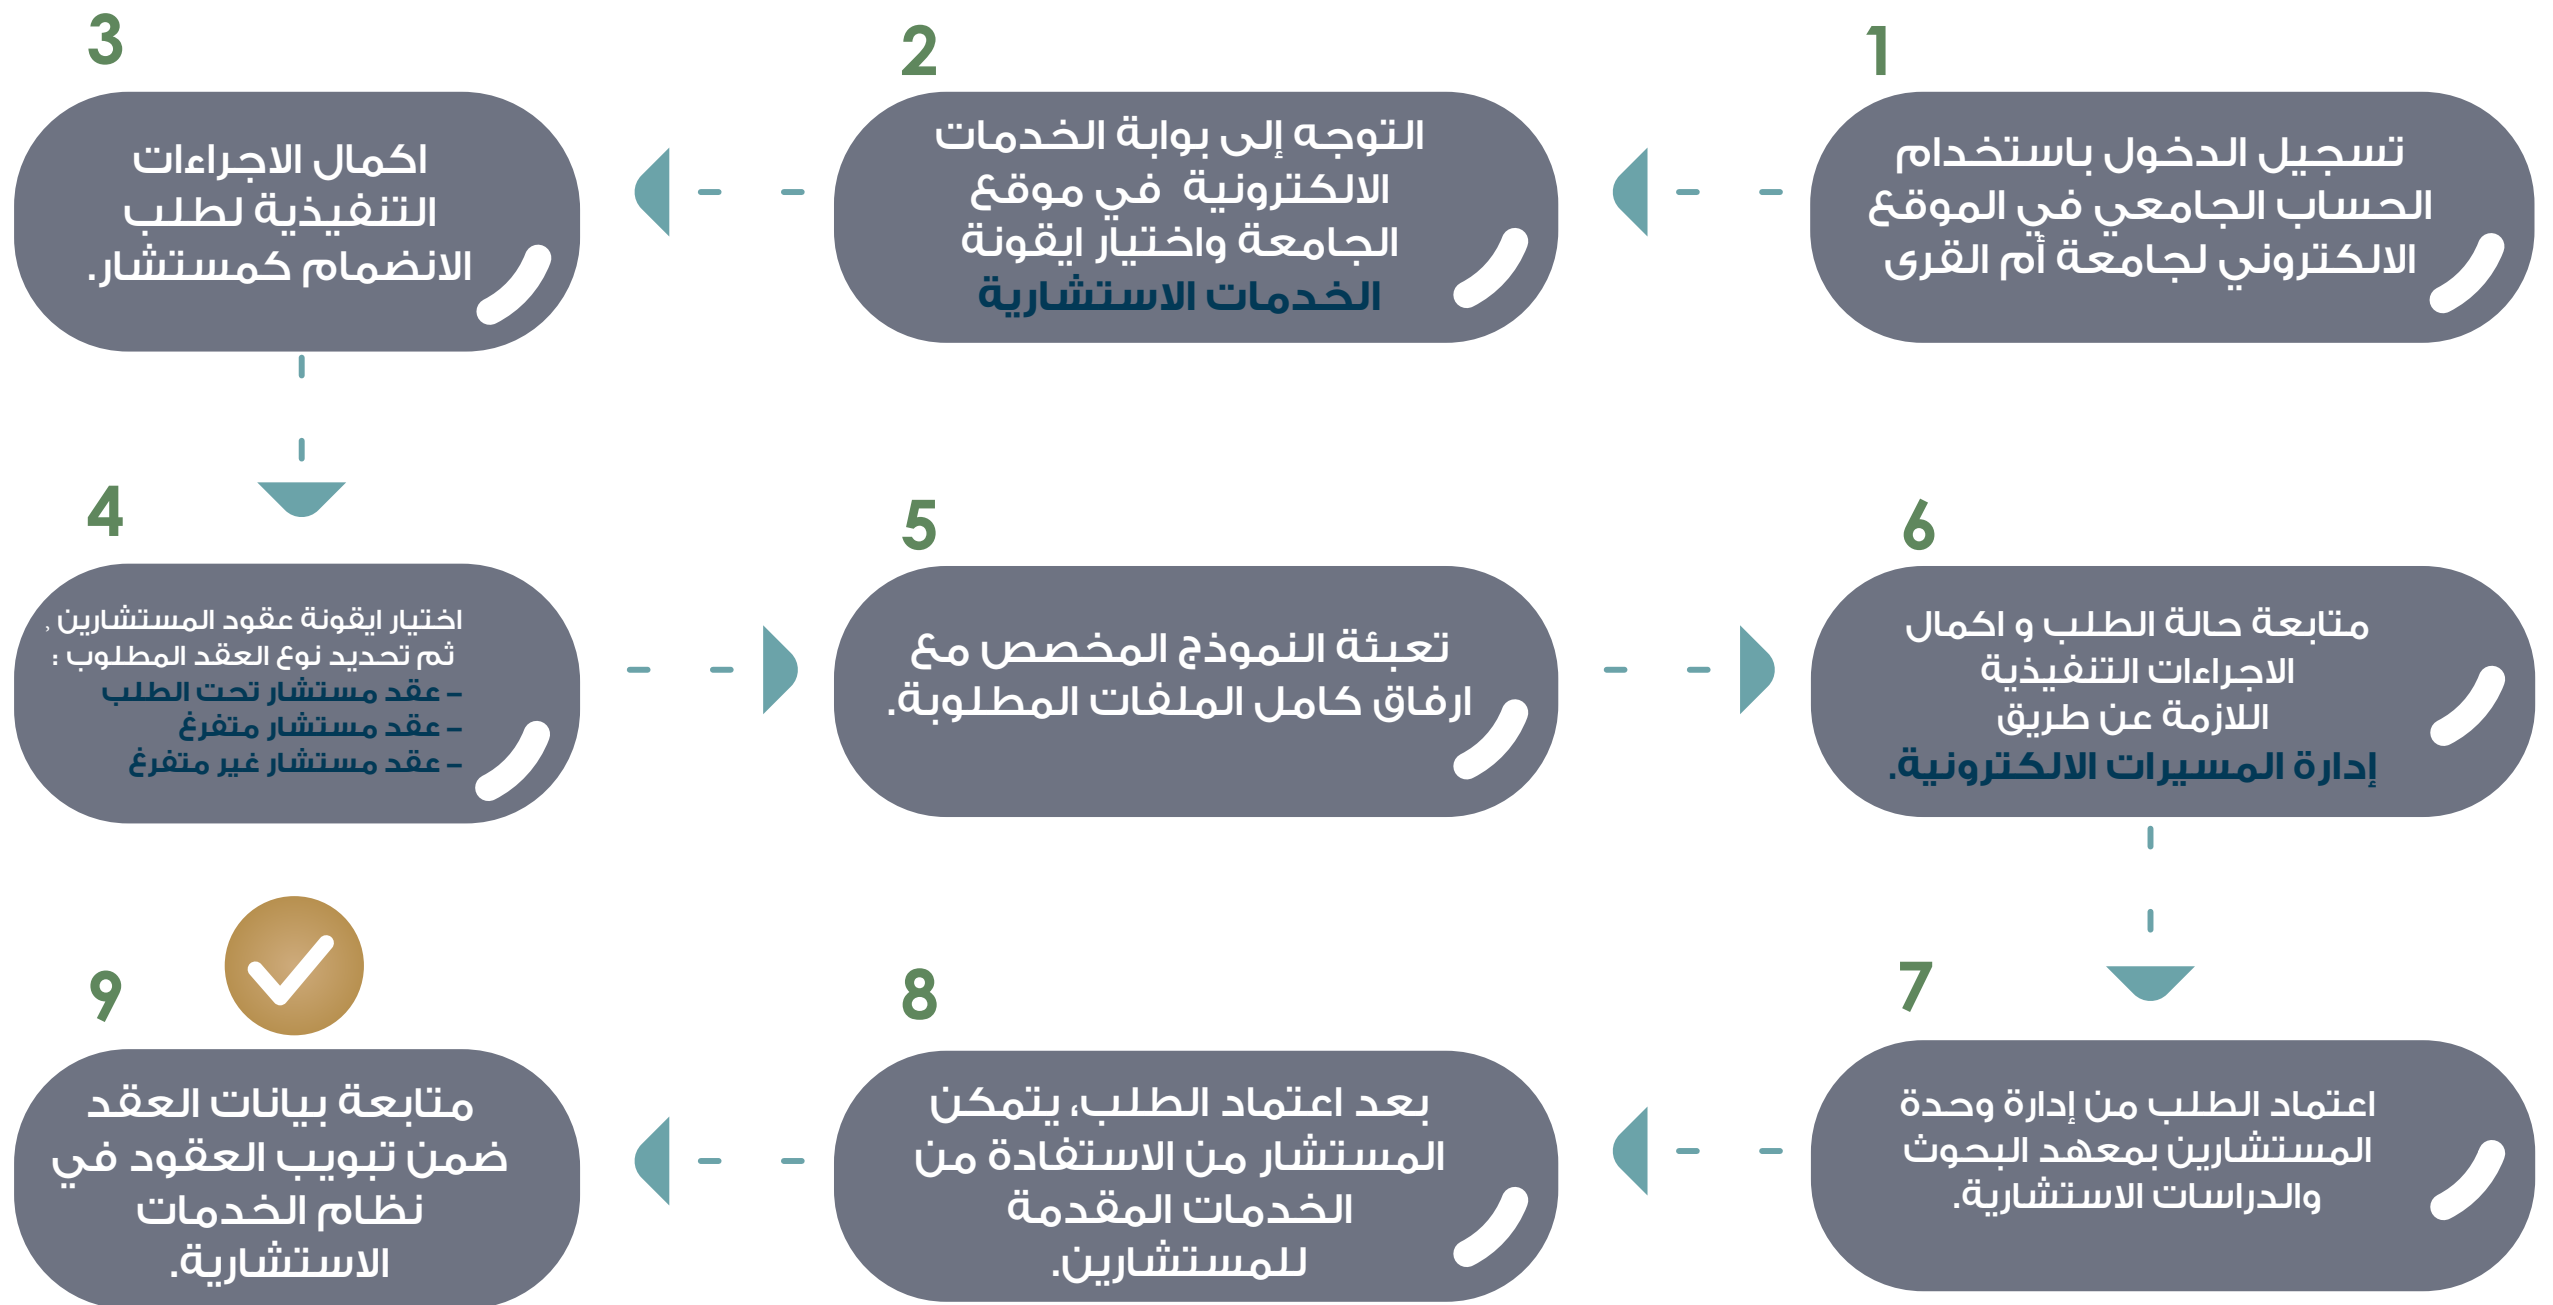 1
تسجيل الدخول باستخدام
الحساب الجامعي في الموقع
الالكتروني لجامعة أم القرى
2
التوجه إلى بوابة الخدمات
الالكترونية في موقع
الجامعة واختيار ايقونة
الخدمات الاستشارية
3
اكمال الاجراءات
التنفيذية لطلب
الانضمام كمستشار.
4
اختيار ايقونة عقود المستشارين ,
ثم تحديد نوع العقد المطلوب :
– عقد مستشار تحت الطلب
– عقد مستشار متفرغ
– عقد مستشار غير متفرغ
5
تعبئة النموذج المخصص مع
ارفاق كامل الملفات المطلوبة.
6
متابعة حالة الطلب و اكمال
الاجراءات التنفيذية
اللازمة عن طريق
إدارة المسيرات الالكترونية.
7
اعتماد الطلب من إدارة وحدة
المستشارين بمعهد البحوث
والدراسات الاستشارية.
8
بعد اعتماد الطلب، يتمكن
المستشار من الاستفادة من
الخدمات المقدمة
للمستشارين.
9
متابعة بيانات العقد
ضمن تبويب العقود في
نظام الخدمات
الاستشارية.